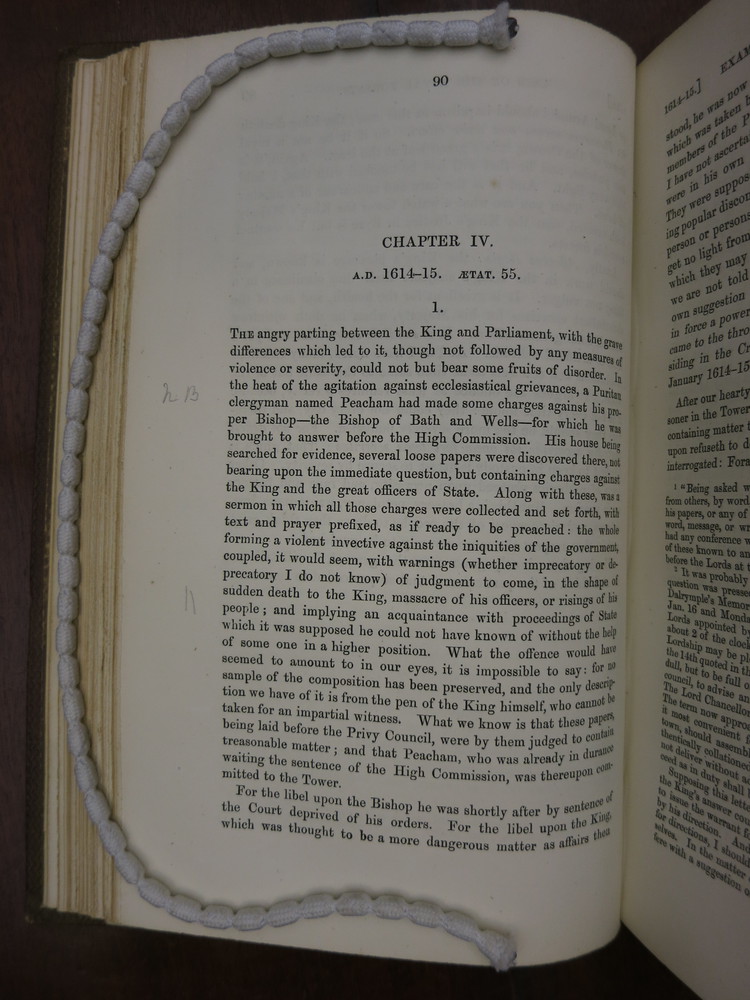 90
CHAPTER IV.
A.D. 1614–15. ÆTAT. 55.
1.
THE angry parting between the King and Parliament, with the grave
differences which led to it, though not followed by any measures of
violence or severity, could not but bear some fruits of disorder. In
the heat of the agitation against ecclesiastical grievances, a Puritan
clergyman named Peacham had made some charges against his pro-
per Bishop—the Bishop of Bath and Wells—for which he was
brought to answer before the High Commission. His house being
searched for evidence, several loose papers were discovered there, not
bearing upon the immediate question, but containing charges against
the King and the great officers of State. Along with these, was a
sermon in which all those charges were collected and set forth, with
text and prayer prefixed, as if ready to be preached: the whole
forming a violent invective against the iniquities of the government,
coupled, it would seem, with warnings (whether imprecatory or de-
precatory I do not know) of judgment to come, in the shape of
sudden death to the King, massacre of his officers, or risings of his
people; and implying an acquaintance with proceedings of State
which it was supposed he could not have known of without the help
of some one in a higher position. What the offence would have
seemed to amount to in our eyes, it is impossible to say: for no
sample of the composition has been preserved, and the only descrip-
tion we have of it is from the pen of the King himself, who cannot be
taken for an impartial witness. What we know is that these papers,
being laid before the Privy Council, were by them judged to contain
treasonable matter; and that Peacham, who was already in durance
waiting the sentence of the High Commission, was thereupon com-
mitted to the Tower.
For the libel upon the Bishop he was shortly after by sentence of
the Court deprived of his orders. For the libel upon the King,
which was thought to be a more dangerous matter as affairs then
N B
1614–15.] EXAM
stood, he was now
which was taken b
members of the P
I have not ascerta
were in his own
They were suppos
ing popular discon
person or persons
get no light from
which they may
we are not told
own suggestion
in force a power
came to the thro
siding in the Cr
January 1614–15
After our hearty
soner in the Tower
containing matter
upon refuseth to d
interrogated: Fora
1 "Being asked w
from others, by word
his papers, or any of
word, message, or wr
had any conference w
of these known to an
before the Lords at t
2 It was probably
question was presse
Dalrymple's Memor
Jan. 16 and Monda
Lords appointed by
about 2 of the clock
Lordship may be pl
the 14th quoted in th
dull, but to be full o
council, to advise an
The Lord Chancellor
The term now appro
it most convenient f
town, should assemb
thentically collationed
not deliver without
ceed as in duty shall
Supposing this lett
the King's answer cou
to issue the warrant f
by his direction. And
for directions, I should
selves. In the matter
fere with a suggestion o